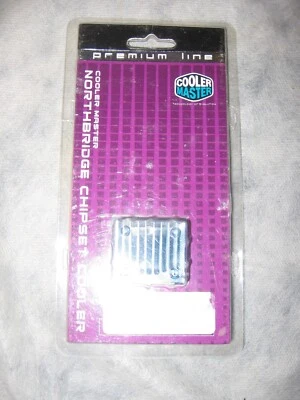 premium line
COOLER
MASTER
COOLER MASTER
NORTHBRIDGE CHIPSET COOLER